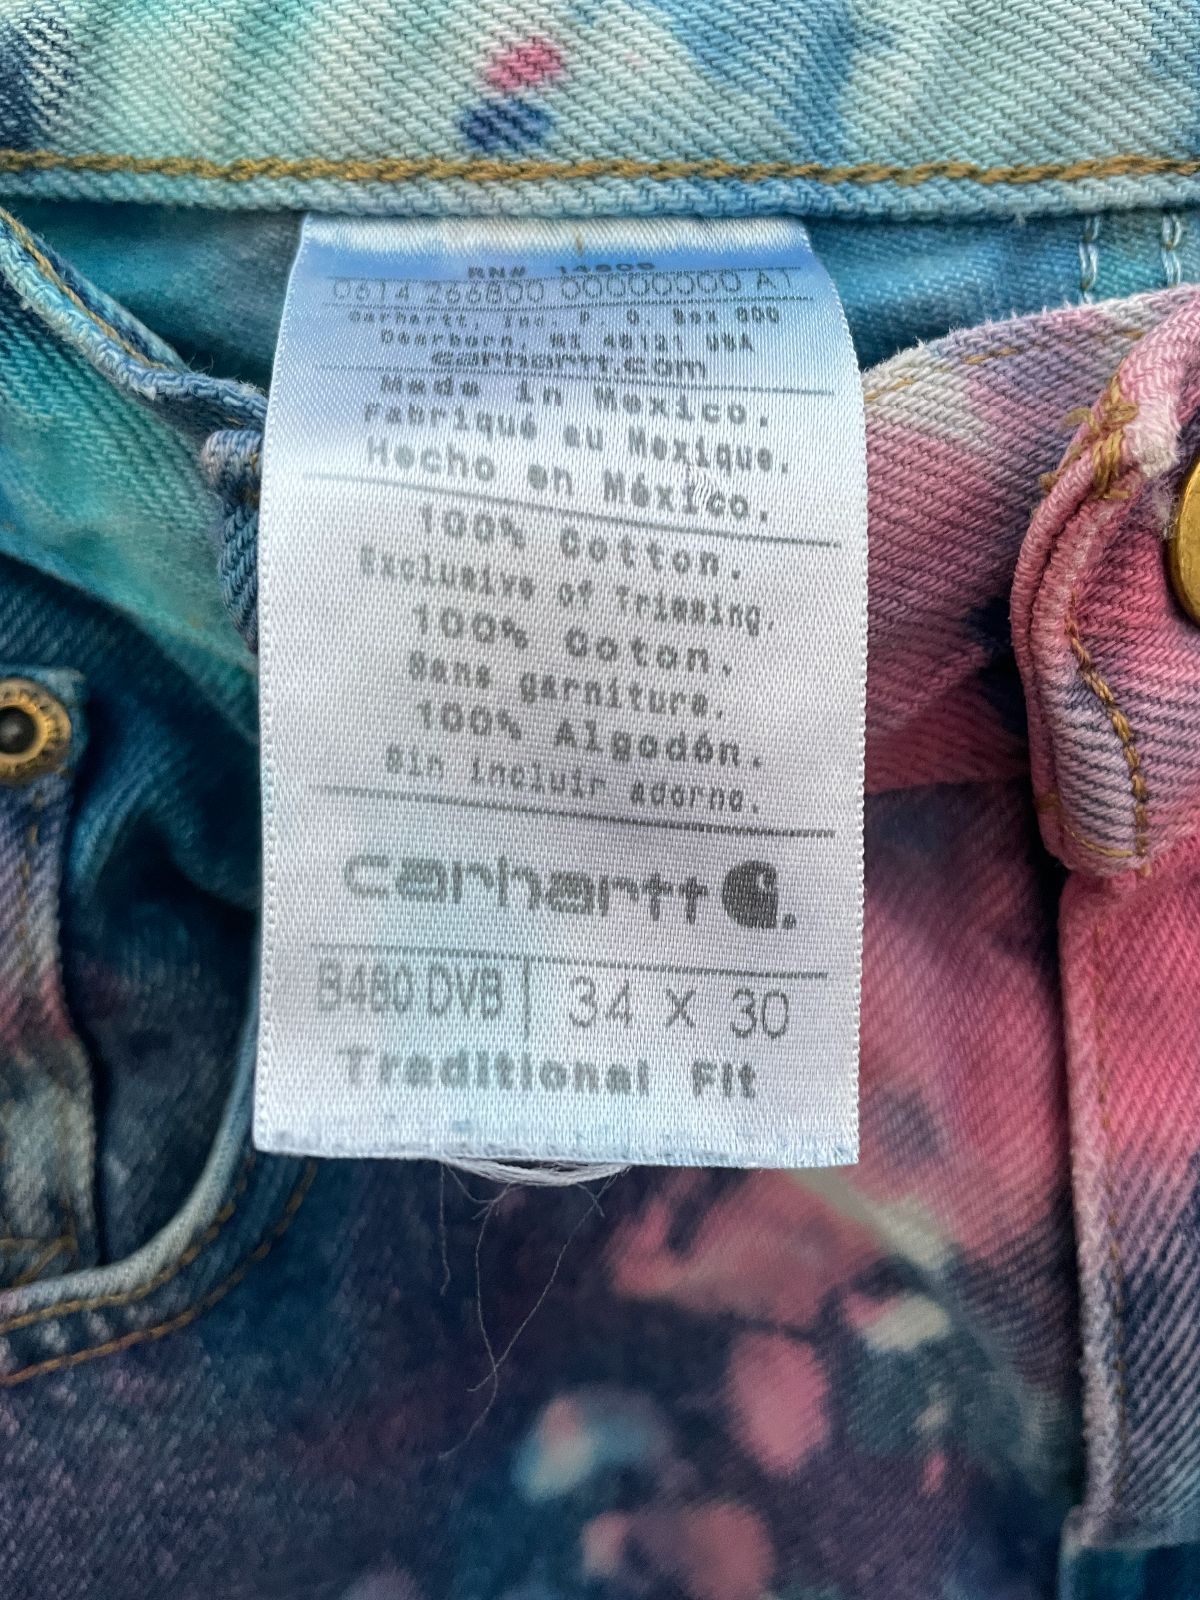 RN# 14806
0614 266800 00000000 A1
Carhartt, Inc. P. O. Box 600
Dearborn, MI 48121 USA
carhartt.com
Made in Mexico.
Fabriqué au Mexique.
Hecho en México.
100% Cotton.
Exclusive of Trimming.
100% Coton.
Sans garniture.
100% Algodón.
Sin incluir adorno.
carhartt
B480 DVB | 34 X 30
Traditional Fit